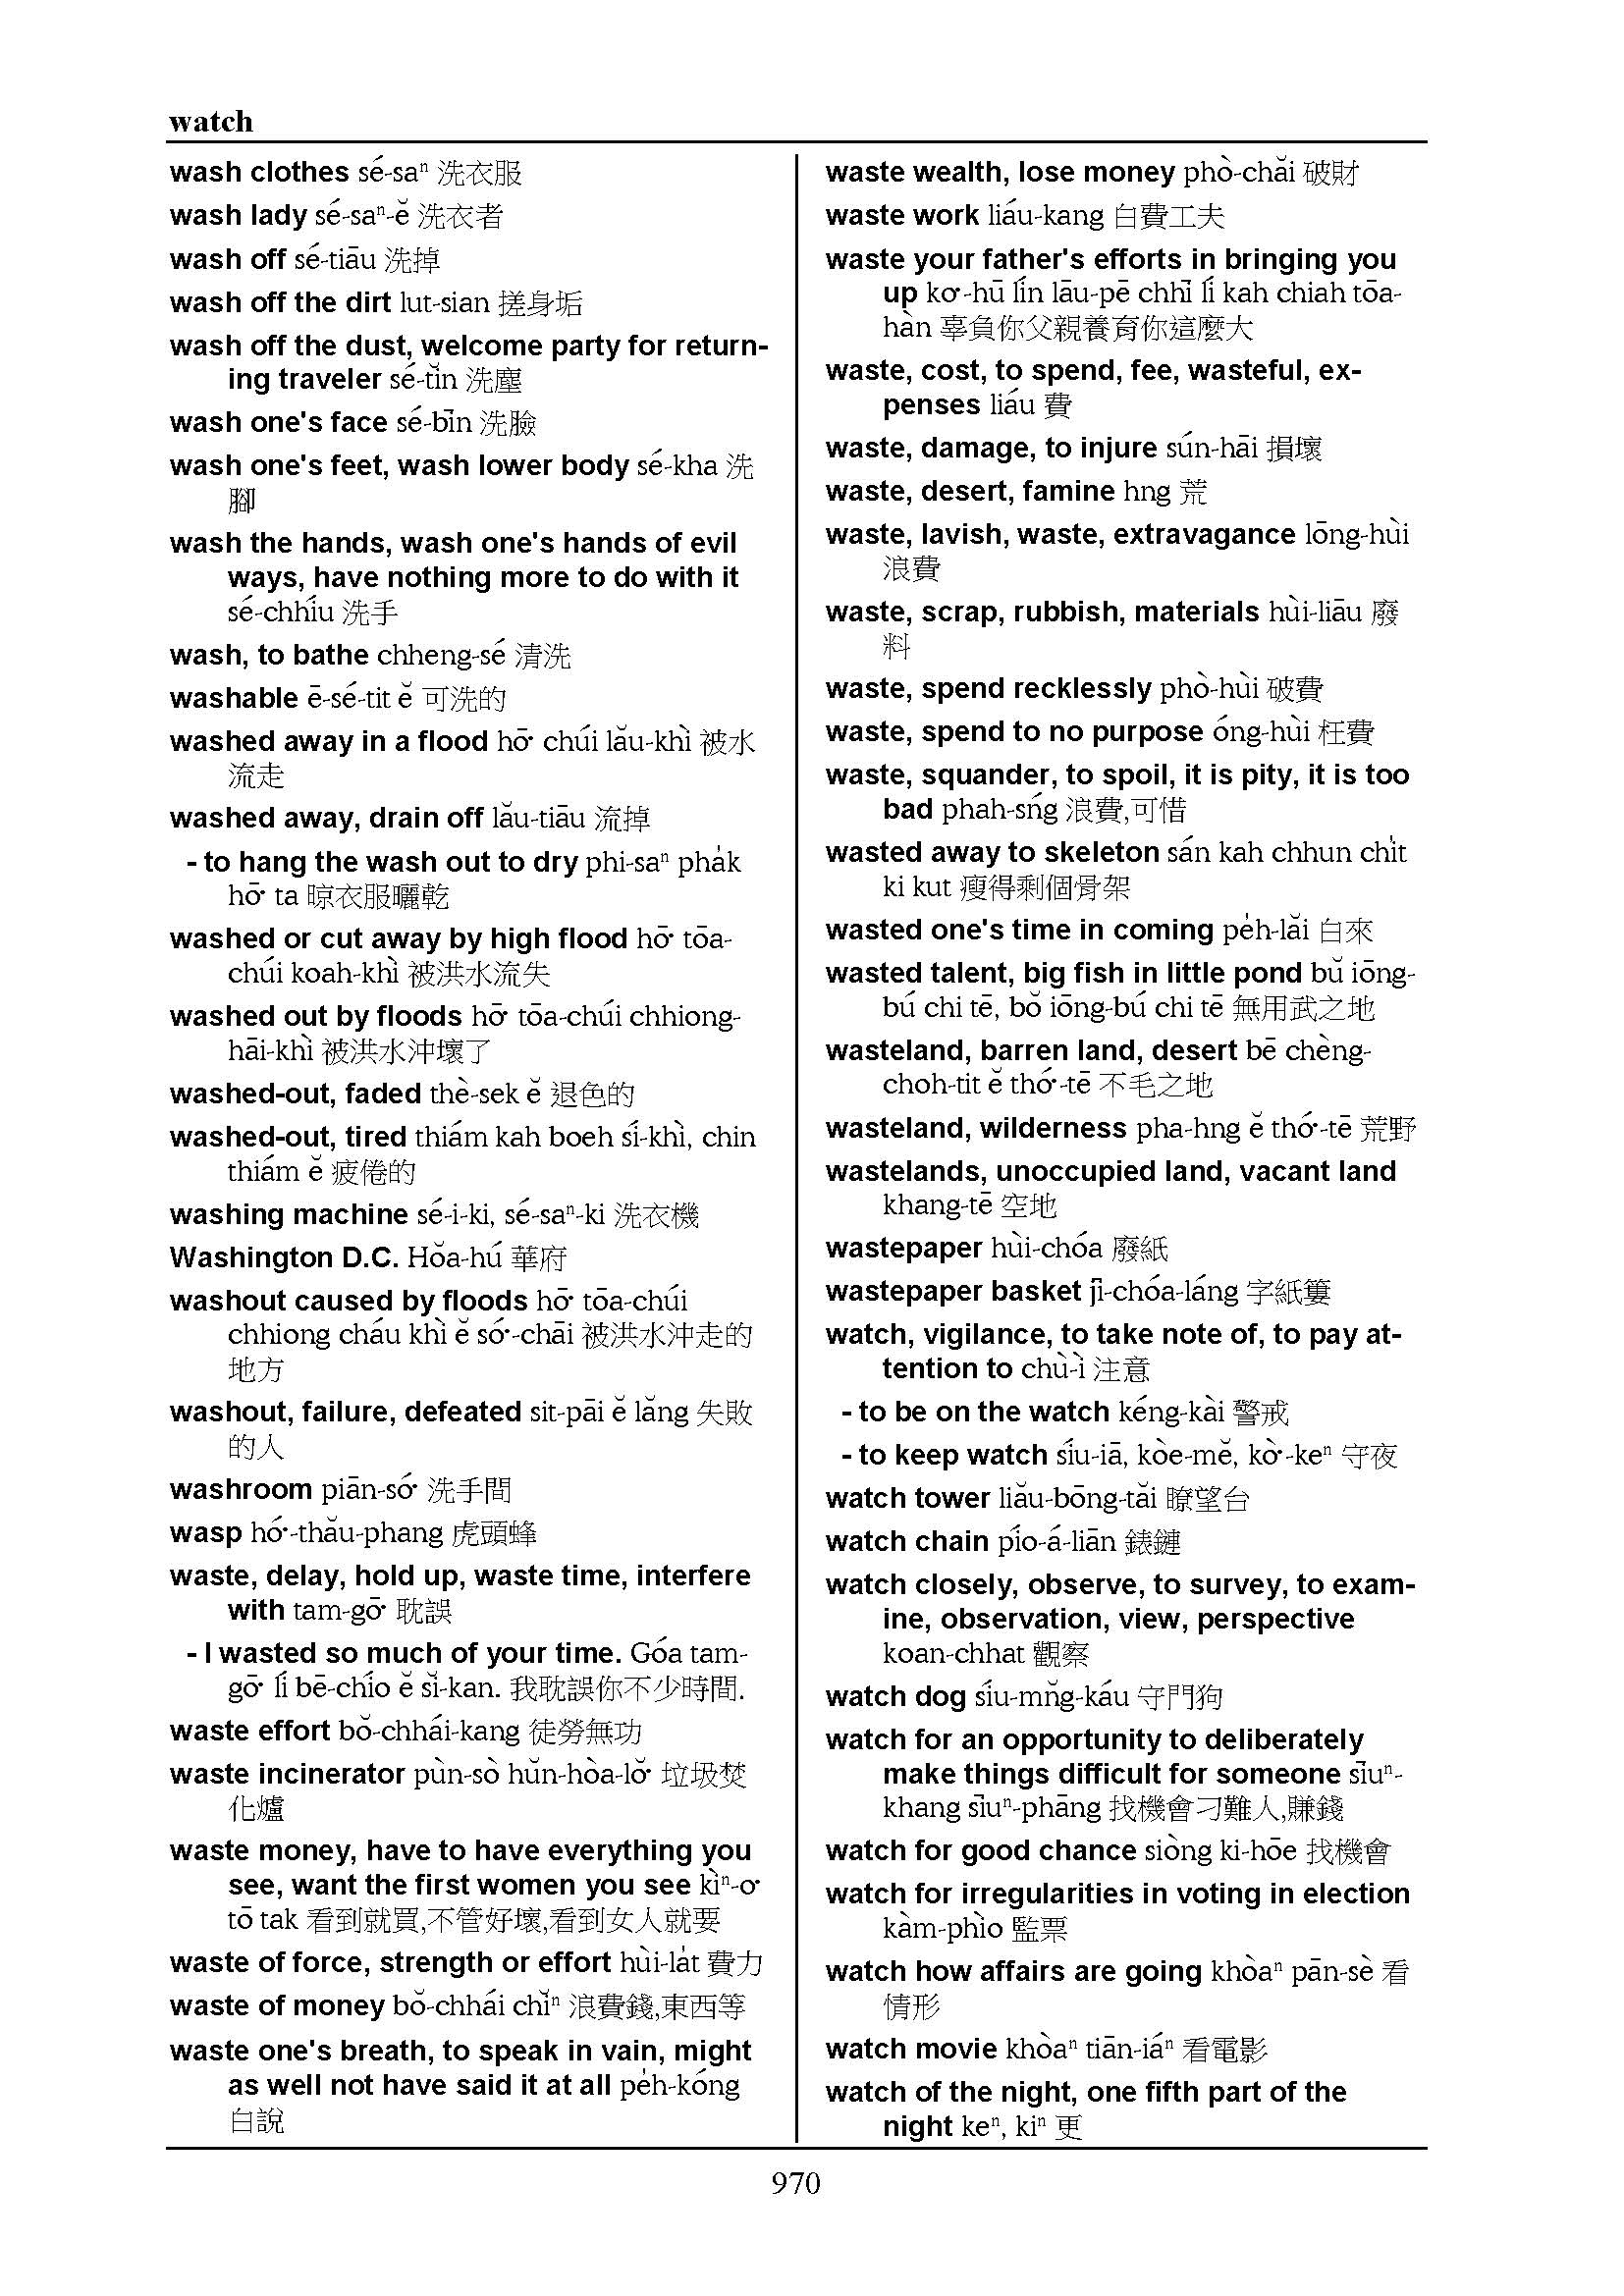 watch
wash clothes sé-saⁿ 洗衣服
wash lady sé-saⁿ-ĕ 洗衣者
wash off sé-tiāu 洗掉
wash off the dirt lut-sian 搓身垢
wash off the dust, welcome party for return-
ing traveler sé-tĭn 洗塵
wash one's face sé-bīn 洗臉
wash one's feet, wash lower body sé-kha 洗
腳
wash the hands, wash one's hands of evil
ways, have nothing more to do with it
sé-chhíu 洗手
wash, to bathe chheng-sé 清洗
washable ē-sé-tit ĕ 可洗的
washed away in a flood hō͘ chúi lău-khì 被水
流走
washed away, drain off lău-tiāu 流掉
- to hang the wash out to dry phi-saⁿ pha̍k
hō͘ ta 晾衣服曬乾
washed or cut away by high flood hō͘ tōa-
chúi koah-khì 被洪水流失
washed out by floods hō͘ tōa-chúi chhiong-
hāi-khì 被洪水沖壞了
washed-out, faded thè-sek ĕ 退色的
washed-out, tired thiám kah boeh sí-khì, chin
thiám ĕ 疲倦的
washing machine sé-i-ki, sé-saⁿ-ki 洗衣機
Washington D.C. Hŏa-hú 華府
washout caused by floods hō͘ tōa-chúi
chhiong cháu khì ĕ só͘-chāi 被洪水沖走的
地方
washout, failure, defeated sit-pāi ĕ lăng 失敗
的人
washroom piān-só͘ 洗手間
wasp hó͘-thău-phang 虎頭蜂
waste, delay, hold up, waste time, interfere
with tam-gō͘ 耽誤
- I wasted so much of your time. Góa tam-
gō͘ lí bē-chío ĕ sĭ-kan. 我耽誤你不少時間.
waste effort bŏ-chhái-kang 徒勞無功
waste incinerator pùn-sò hŭn-hòa-lŏ͘ 垃圾焚
化爐
waste money, have to have everything you
see, want the first women you see kìⁿ-o͘
tō tak 看到就買,不管好壞,看到女人就要
waste of force, strength or effort hùi-la̍t 費力
waste of money bŏ-chhái chĭⁿ 浪費錢,東西等
waste one's breath, to speak in vain, might
as well not have said it at all pe̍h-kóng
白說
waste wealth, lose money phò-chăi 破財
waste work liáu-kang 白費工夫
waste your father's efforts in bringing you
up ko͘-hū lín lāu-pē chhī lí kah chiah tōa-
hàn 辜負你父親養育你這麼大
waste, cost, to spend, fee, wasteful, ex-
penses liáu 費
waste, damage, to injure sún-hāi 損壞
waste, desert, famine hng 荒
waste, lavish, waste, extravagance lōng-hùi
浪費
waste, scrap, rubbish, materials hùi-liāu 廢
料
waste, spend recklessly phò-hùi 破費
waste, spend to no purpose óng-hùi 枉費
waste, squander, to spoil, it is pity, it is too
bad phah-sńg 浪費,可惜
wasted away to skeleton sán kah chhun chi̍t
ki kut 瘦得剩個骨架
wasted one's time in coming pe̍h-lăi 白來
wasted talent, big fish in little pond bŭ iōng-
bú chi tē, bŏ iōng-bú chi tē 無用武之地
wasteland, barren land, desert bē chèng-
choh-tit ĕ thó͘-tē 不毛之地
wasteland, wilderness pha-hng ĕ thó͘-tē 荒野
wastelands, unoccupied land, vacant land
khang-tē 空地
wastepaper hùi-chóa 廢紙
wastepaper basket jī-chóa-láng 字紙簍
watch, vigilance, to take note of, to pay at-
tention to chù-ì 注意
- to be on the watch kéng-kài 警戒
- to keep watch síu-iā, kòe-mĕ, kò͘-keⁿ 守夜
watch tower liău-bōng-tăi 瞭望台
watch chain pío-á-liān 錶鏈
watch closely, observe, to survey, to exam-
ine, observation, view, perspective
koan-chhat 觀察
watch dog síu-mn̆g-káu 守門狗
watch for an opportunity to deliberately
make things difficult for someone sīuⁿ-
khang sīuⁿ-phāng 找機會刁難人,賺錢
watch for good chance siòng ki-hōe 找機會
watch for irregularities in voting in election
kàm-phìo 監票
watch how affairs are going khòaⁿ pān-sè 看
情形
watch movie khòaⁿ tiān-iáⁿ 看電影
watch of the night, one fifth part of the
night keⁿ, kiⁿ 更
970